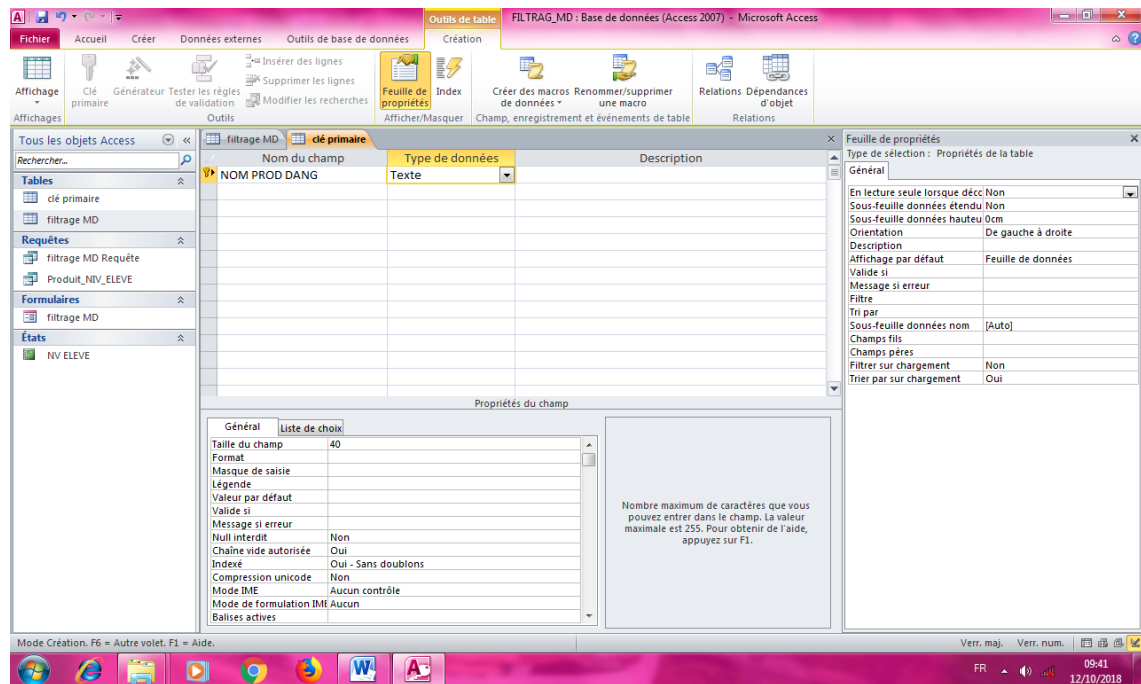 Outils de table FILTRAG_MD : Base de données (Access 2007) - Microsoft Access
Fichier Accueil Créer Données externes Outils de base de données Création
Affichage
Clé primaire
Générateur
Tester les règles de validation
Insérer des lignes
Supprimer les lignes
Modifier les recherches
Feuille de propriétés
Index
Créer des macros de données
Renommer/supprimer une macro
Relations
Dépendances d'objet
Affichages Outils Afficher/Masquer Champ, enregistrement et événements de table Relations
Tous les objets Access
Rechercher...
Tables
clé primaire
filtrage MD
Requêtes
filtrage MD Requête
Produit_NIV_ELEVE
Formulaires
filtrage MD
États
NV ELEVE
filtrage MD clé primaire
Nom du champ Type de données Description
NOM PROD DANG Texte
Propriétés du champ
Général Liste de choix
Taille du champ 40
Format
Masque de saisie
Légende
Valeur par défaut
Valide si
Message si erreur
Null interdit Non
Chaîne vide autorisée Oui
Indexé Oui - Sans doublons
Compression unicode Non
Mode IME Aucun contrôle
Mode de formulation IME Aucun
Balises actives
Nombre maximum de caractères que vous
pouvez entrer dans le champ. La valeur
maximale est 255. Pour obtenir de l'aide,
appuyez sur F1.
Feuille de propriétés
Type de sélection : Propriétés de la table
Général
En lecture seule lorsque décc Non
Sous-feuille données étendu Non
Sous-feuille données hauteu 0cm
Orientation De gauche à droite
Description
Affichage par défaut Feuille de données
Valide si
Message si erreur
Filtre
Tri par
Sous-feuille données nom [Auto]
Champs fils
Champs pères
Filtrer sur chargement Non
Trier par sur chargement Oui
Mode Création. F6 = Autre volet. F1 = Aide. Verr. maj. Verr. num.
FR 09:41
12/10/2018